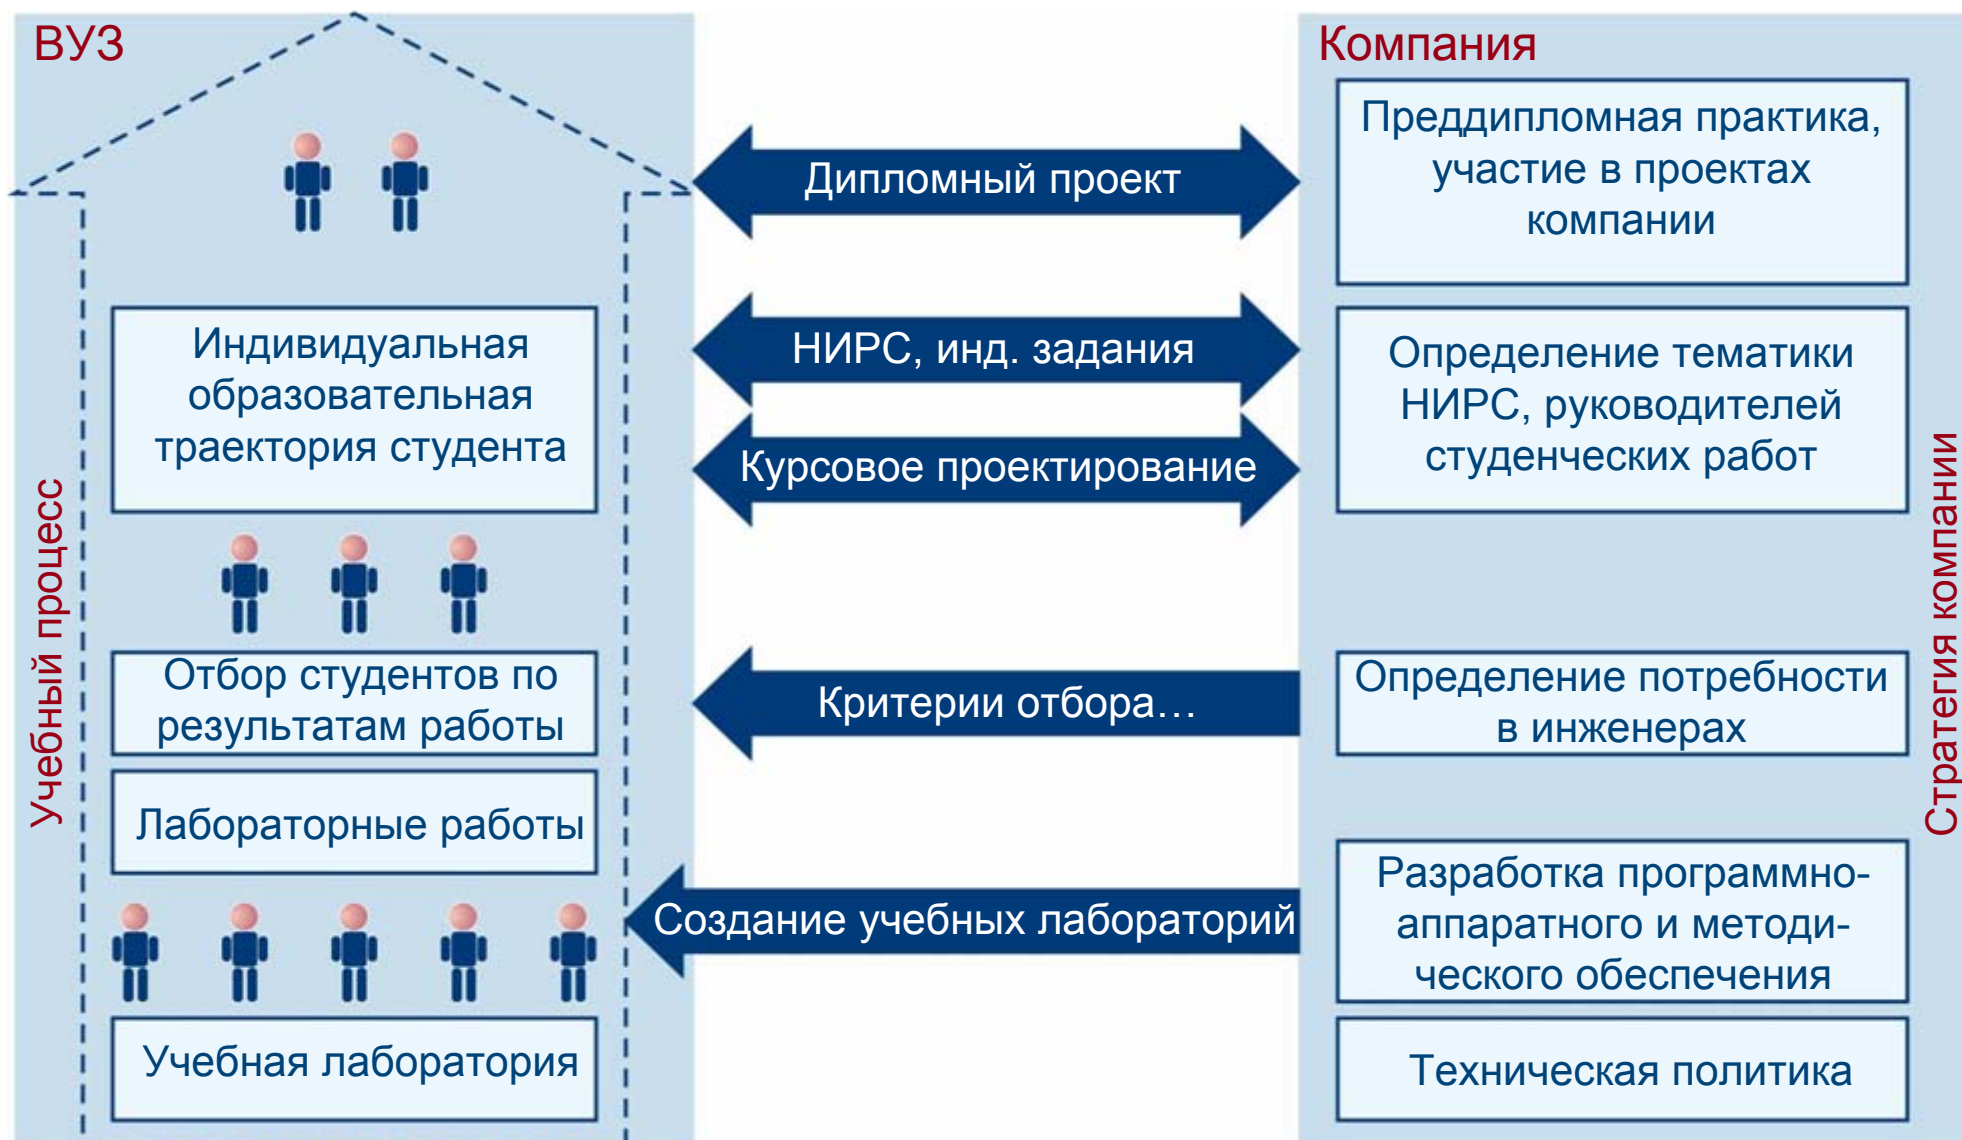 ВУЗ
Учебный процесс
Индивидуальная
образовательная
траектория студента
Отбор студентов по
результатам работы
Лабораторные работы
Учебная лаборатория
Дипломный проект
НИРС, инд. задания
Курсовое проектирование
Критерии отбора…
Создание учебных лабораторий
Компания
Преддипломная практика,
участие в проектах
компании
Определение тематики
НИРС, руководителей
студенческих работ
Определение потребности
в инженерах
Разработка программно-
аппаратного и методи-
ческого обеспечения
Техническая политика
Стратегия компании